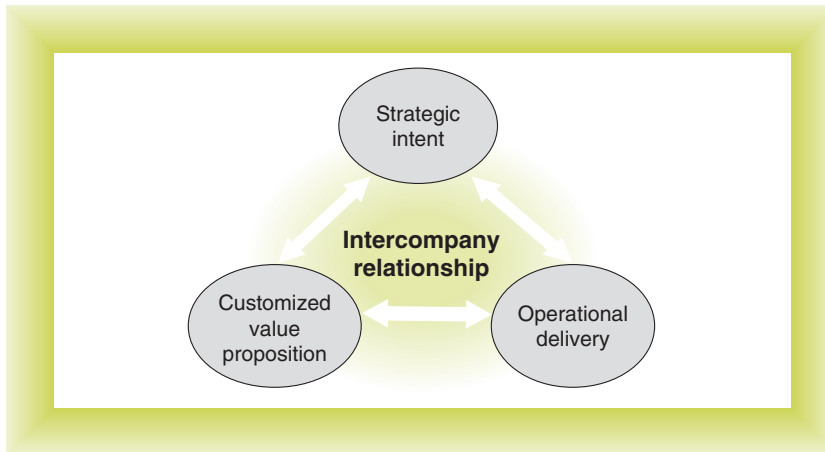 Strategic
intent
Intercompany
relationship
Customized
value
proposition
Operational
delivery